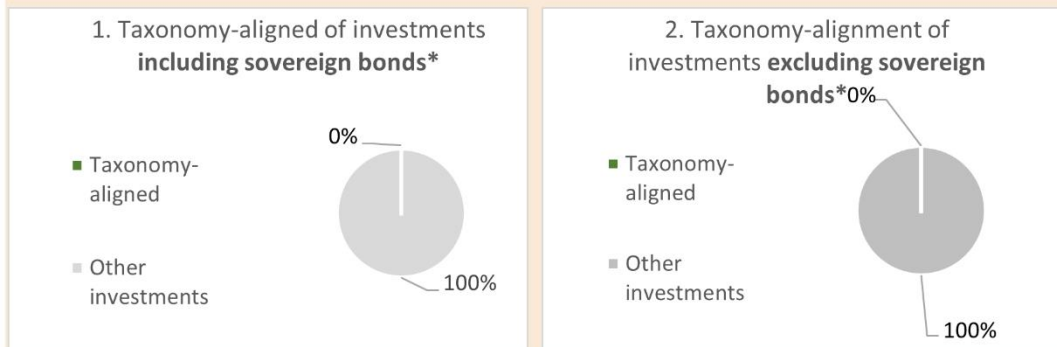 1. Taxonomy-aligned of investments
including sovereign bonds*
0%
Taxonomy-
aligned
Other
investments
100%
2. Taxonomy-alignment of
investments excluding sovereign
bonds*
0%
Taxonomy-
aligned
Other
investments
100%